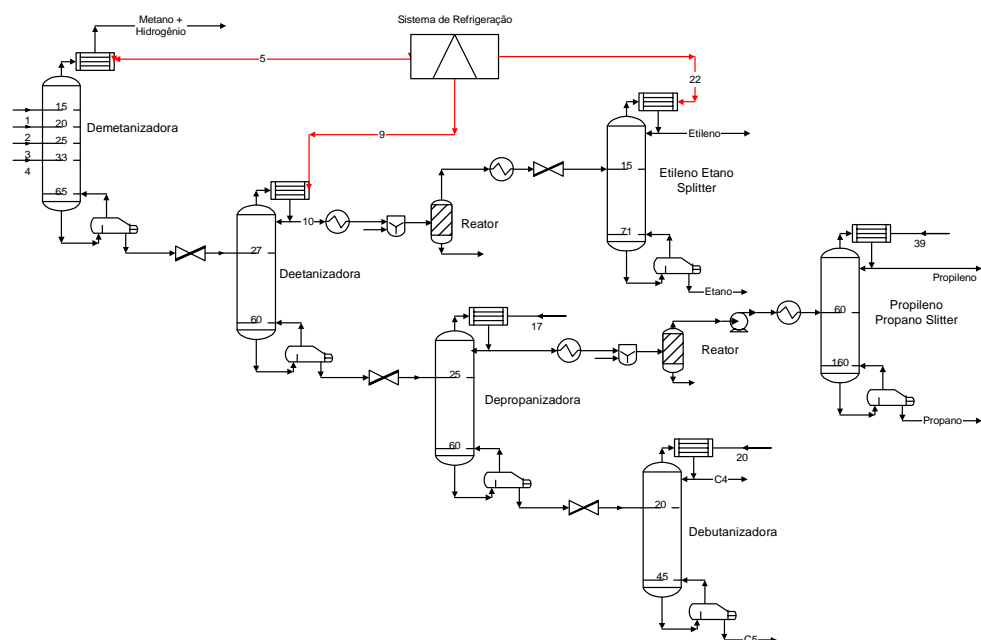 Metano +
Hidrogênio
Sistema de Refrigeração
5
22
15
1
20
2
25
3
33
4
65
Demetanizadora
9
Etileno
15
Etileno Etano
Splitter
71
Etano
10
Reator
27
Deetanizadora
60
39
Propileno
60
Propileno
Propano Slitter
160
Propano
17
Reator
25
Depropanizadora
60
20
C4
20
Debutanizadora
45
C5